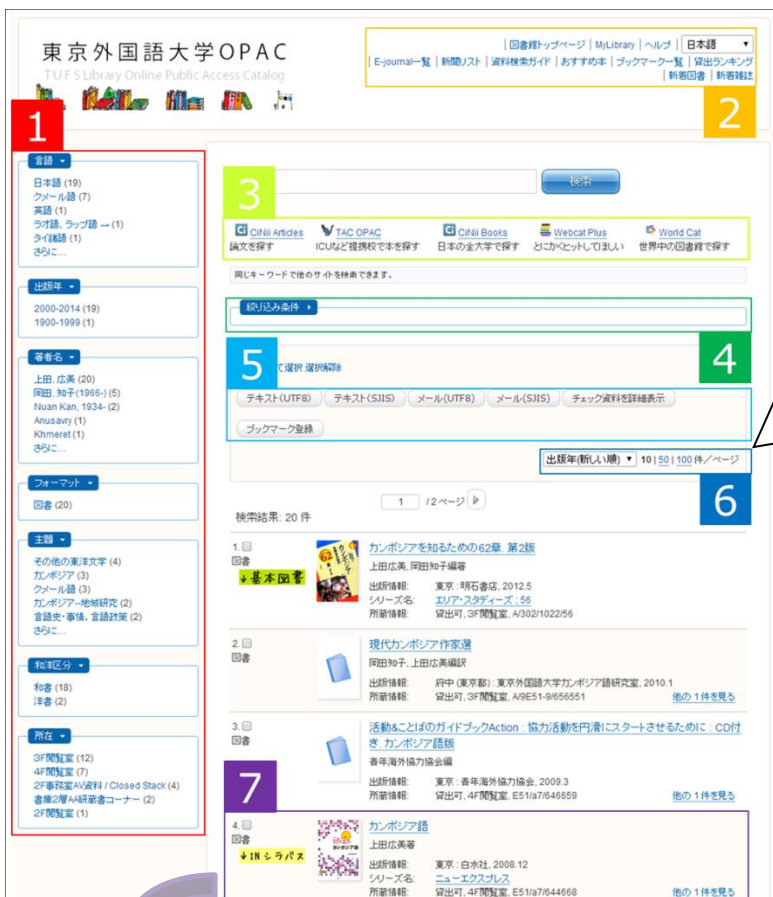 東京外国語大学OPAC
TUFS Library Online Public Access Catalog
| 図書館トップページ | MyLibrary | ヘルプ | 日本語 ▼
| E-journal一覧 | 新聞リスト | 資料検索ガイド | おすすめ本 | ブックマーク一覧 | 貸出ランキング
| 新着図書 | 新着雑誌
2
1
言語
日本語 (19)
クメール語 (7)
英語 (1)
ラオ語、ラップ語 → (1)
タイ諸語 (1)
さらに...
出版年
2000-2014 (19)
1900-1999 (1)
著者名
上田, 広美 (20)
岡田, 知子(1966-) (5)
Nuan Kan, 1934- (2)
Anusavry (1)
Khmeret (1)
さらに...
フォーマット
図書 (20)
主題
その他の東洋文学 (4)
カンボジア (3)
クメール語 (3)
カンボジア--地域研究 (2)
言語史・事情. 言語政策 (2)
さらに...
和洋区分
和書 (18)
洋書 (2)
所在
3F閲覧室 (12)
4F閲覧室 (7)
2F事務室AV資料 / Closed Stack (4)
書庫2層AA研蔵書コーナー (2)
2F閲覧室 (1)
3
検索
CiNii Articles TAC OPAC CiNii Books Webcat Plus World Cat
論文を探す ICUなど提携校で本を探す 日本の全大学で探す とにかくヒットしてほしい 世界中の図書館で探す
同じキーワードで他のサイトを検索できます。
絞り込み条件
4
5
て選択 選択解除
テキスト(UTF8) テキスト(SJIS) メール(UTF8) メール(SJIS) チェック資料を詳細表示
ブックマーク登録
出版年(新しい順) ▼ 10 | 50 | 100 件/ページ
6
1 / 2 ページ
検索結果: 20 件
1.
図書
↓基本図書
カンボジアを知るための62章 第2版
上田広美, 岡田知子編著
出版情報: 東京 : 明石書店, 2012.5
シリーズ名: エリア・スタディーズ ; 56
所蔵情報: 貸出可, 3F閲覧室, A/302/1022/56
2.
図書
現代カンボジア作家選
岡田知子, 上田広美編訳
出版情報: 府中 (東京都) : 東京外国語大学カンボジア語研究室, 2010.1
所蔵情報: 貸出可, 3F閲覧室, A/9E51-9/656551 他の 1件を見る
3.
図書
活動&ことばのガイドブックAction : 協力活動を円滑にスタートさせるために : CD付
き. カンボジア語版
青年海外協力協会編
出版情報: 東京 : 青年海外協力協会, 2009.3
所蔵情報: 貸出可, 4F閲覧室, E51/a7/646659 他の 1件を見る
7
4.
図書
↓INシラバス
カンボジア語
上田広美著
出版情報: 東京 : 白水社, 2008.12
シリーズ名: ニューエクスプレス
所蔵情報: 貸出可, 4F閲覧室, E51/a7/644668 他の 1件を見る